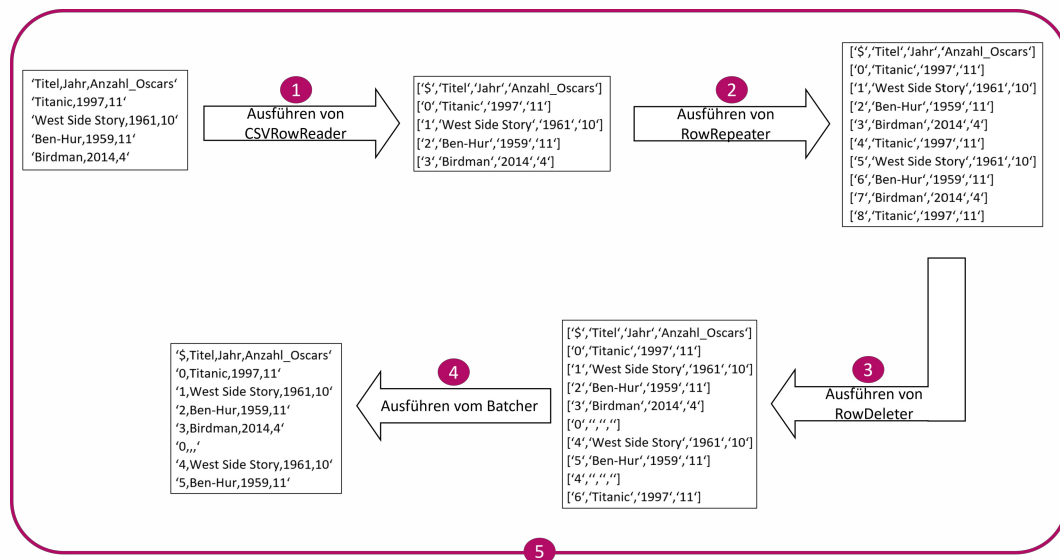 ‘Titel,Jahr,Anzahl_Oscars‘
‘Titanic,1997,11‘
‘West Side Story,1961,10‘
‘Ben-Hur,1959,11‘
‘Birdman,2014,4‘
1
Ausführen von
CSVRowReader
[‘$‘,‘Titel‘,‘Jahr‘,‘Anzahl_Oscars‘]
[‘0‘,‘Titanic‘,‘1997‘,‘11‘]
[‘1‘,‘West Side Story‘,‘1961‘,‘10‘]
[‘2‘,‘Ben-Hur‘,‘1959‘,‘11‘]
[‘3‘,‘Birdman‘,‘2014‘,‘4‘]
2
Ausführen von
RowRepeater
[‘$‘,‘Titel‘,‘Jahr‘,‘Anzahl_Oscars‘]
[‘0‘,‘Titanic‘,‘1997‘,‘11‘]
[‘1‘,‘West Side Story‘,‘1961‘,‘10‘]
[‘2‘,‘Ben-Hur‘,‘1959‘,‘11‘]
[‘3‘,‘Birdman‘,‘2014‘,‘4‘]
[‘4‘,‘Titanic‘,‘1997‘,‘11‘]
[‘5‘,‘West Side Story‘,‘1961‘,‘10‘]
[‘6‘,‘Ben-Hur‘,‘1959‘,‘11‘]
[‘7‘,‘Birdman‘,‘2014‘,‘4‘]
[‘8‘,‘Titanic‘,‘1997‘,‘11‘]
3
Ausführen von
RowDeleter
[‘$‘,‘Titel‘,‘Jahr‘,‘Anzahl_Oscars‘]
[‘0‘,‘Titanic‘,‘1997‘,‘11‘]
[‘1‘,‘West Side Story‘,‘1961‘,‘10‘]
[‘2‘,‘Ben-Hur‘,‘1959‘,‘11‘]
[‘3‘,‘Birdman‘,‘2014‘,‘4‘]
[‘0‘,‘‘,‘‘,‘‘]
[‘4‘,‘West Side Story‘,‘1961‘,‘10‘]
[‘5‘,‘Ben-Hur‘,‘1959‘,‘11‘]
[‘4‘,‘‘,‘‘,‘‘]
[‘6‘,‘Titanic‘,‘1997‘,‘11‘]
4
Ausführen vom Batcher
‘$,Titel,Jahr,Anzahl_Oscars‘
‘0,Titanic,1997,11‘
‘1,West Side Story,1961,10‘
‘2,Ben-Hur,1959,11‘
‘3,Birdman,2014,4‘
‘0,,,‘
‘4,West Side Story,1961,10‘
‘5,Ben-Hur,1959,11‘
5